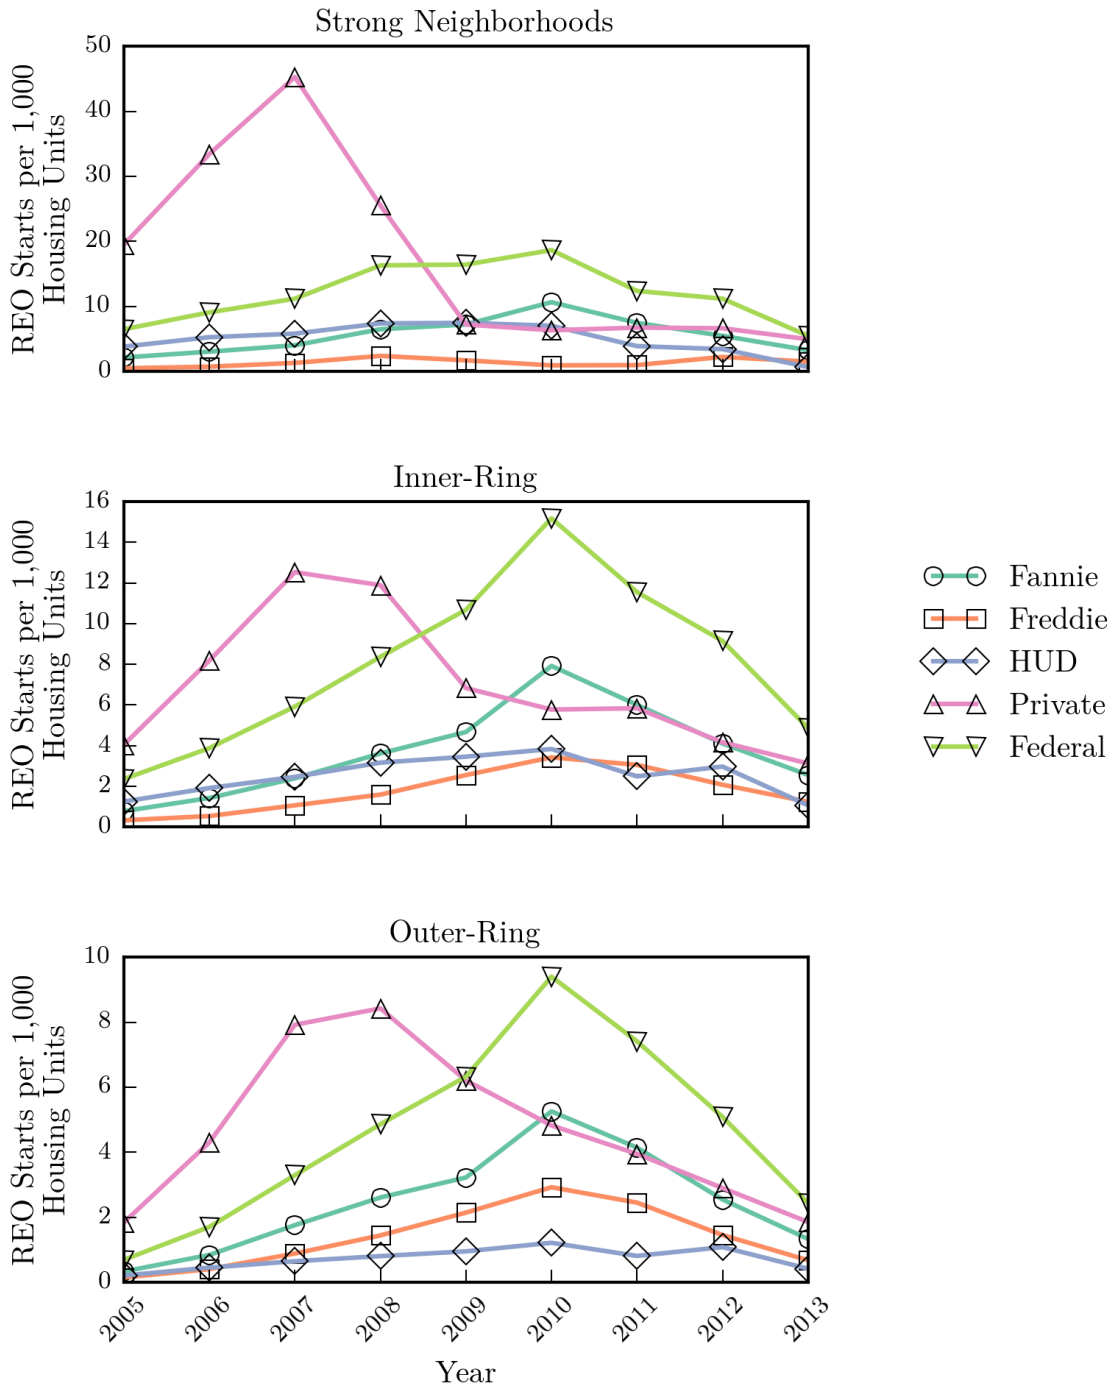 Strong Neighborhoods
REO Starts per 1,000
Housing Units
50
40
30
20
10
0
Inner-Ring
REO Starts per 1,000
Housing Units
16
14
12
10
8
6
4
2
0
Fannie
Freddie
HUD
Private
Federal
Outer-Ring
REO Starts per 1,000
Housing Units
10
8
6
4
2
0
2005 2006 2007 2008 2009 2010 2011 2012 2013
Year